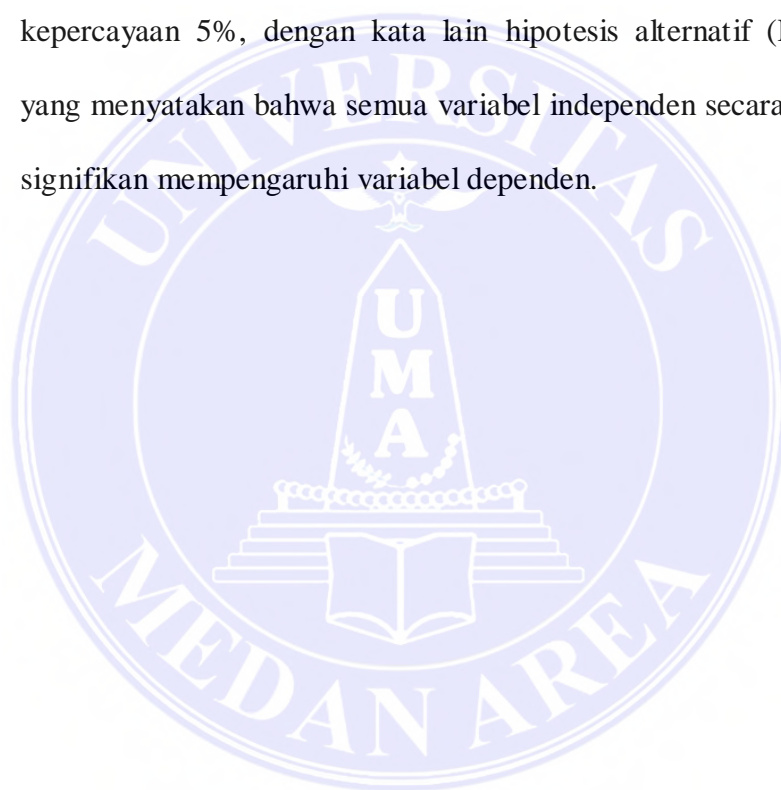 kepercayaan 5%, dengan kata lain hipotesis alternatif (
yang menyatakan bahwa semua variabel independen secara
signifikan mempengaruhi variabel dependen.
UNIVERSITAS
UMA
MEDAN AREA